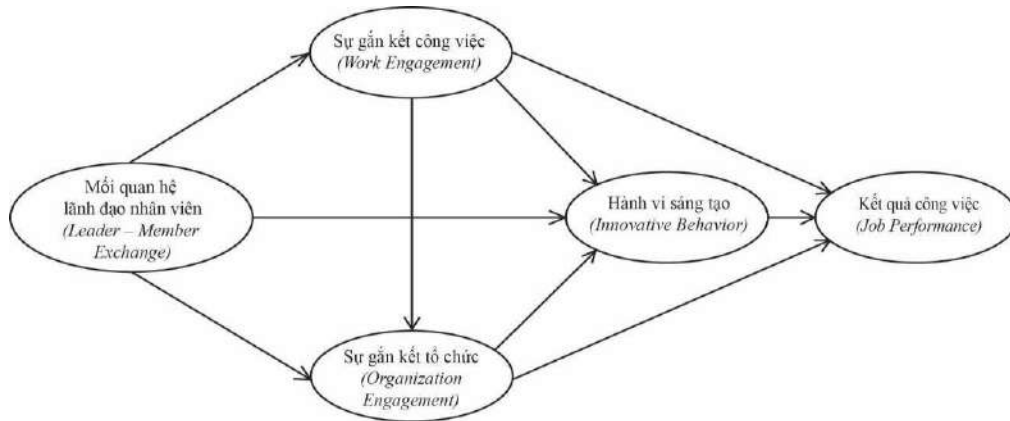 Sự gắn kết công việc
(Work Engagement)
Mối quan hệ
lãnh đạo nhân viên
(Leader – Member
Exchange)
Hành vi sáng tạo
(Innovative Behavior)
Kết quả công việc
(Job Performance)
Sự gắn kết tổ chức
(Organization
Engagement)